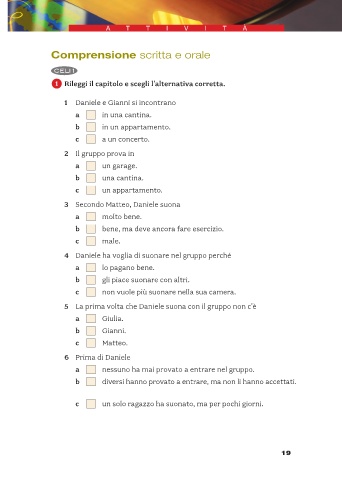 ATTIVITÀ
Comprensione scritta e orale
CELI 1
1 Rileggi il capitolo e scegli l'alternativa corretta.
1 Daniele e Gianni si incontrano
a in una cantina.
b in un appartamento.
c a un concerto.
2 Il gruppo prova in
a un garage.
b una cantina.
c un appartamento.
3 Secondo Matteo, Daniele suona
a molto bene.
b bene, ma deve ancora fare esercizio.
c male.
4 Daniele ha voglia di suonare nel gruppo perché
a lo pagano bene.
b gli piace suonare con altri.
c non vuole più suonare nella sua camera.
5 La prima volta che Daniele suona con il gruppo non c'è
a Giulia.
b Gianni.
c Matteo.
6 Prima di Daniele
a nessuno ha mai provato a entrare nel gruppo.
b diversi hanno provato a entrare, ma non li hanno accettati.
c un solo ragazzo ha suonato, ma per pochi giorni.
19